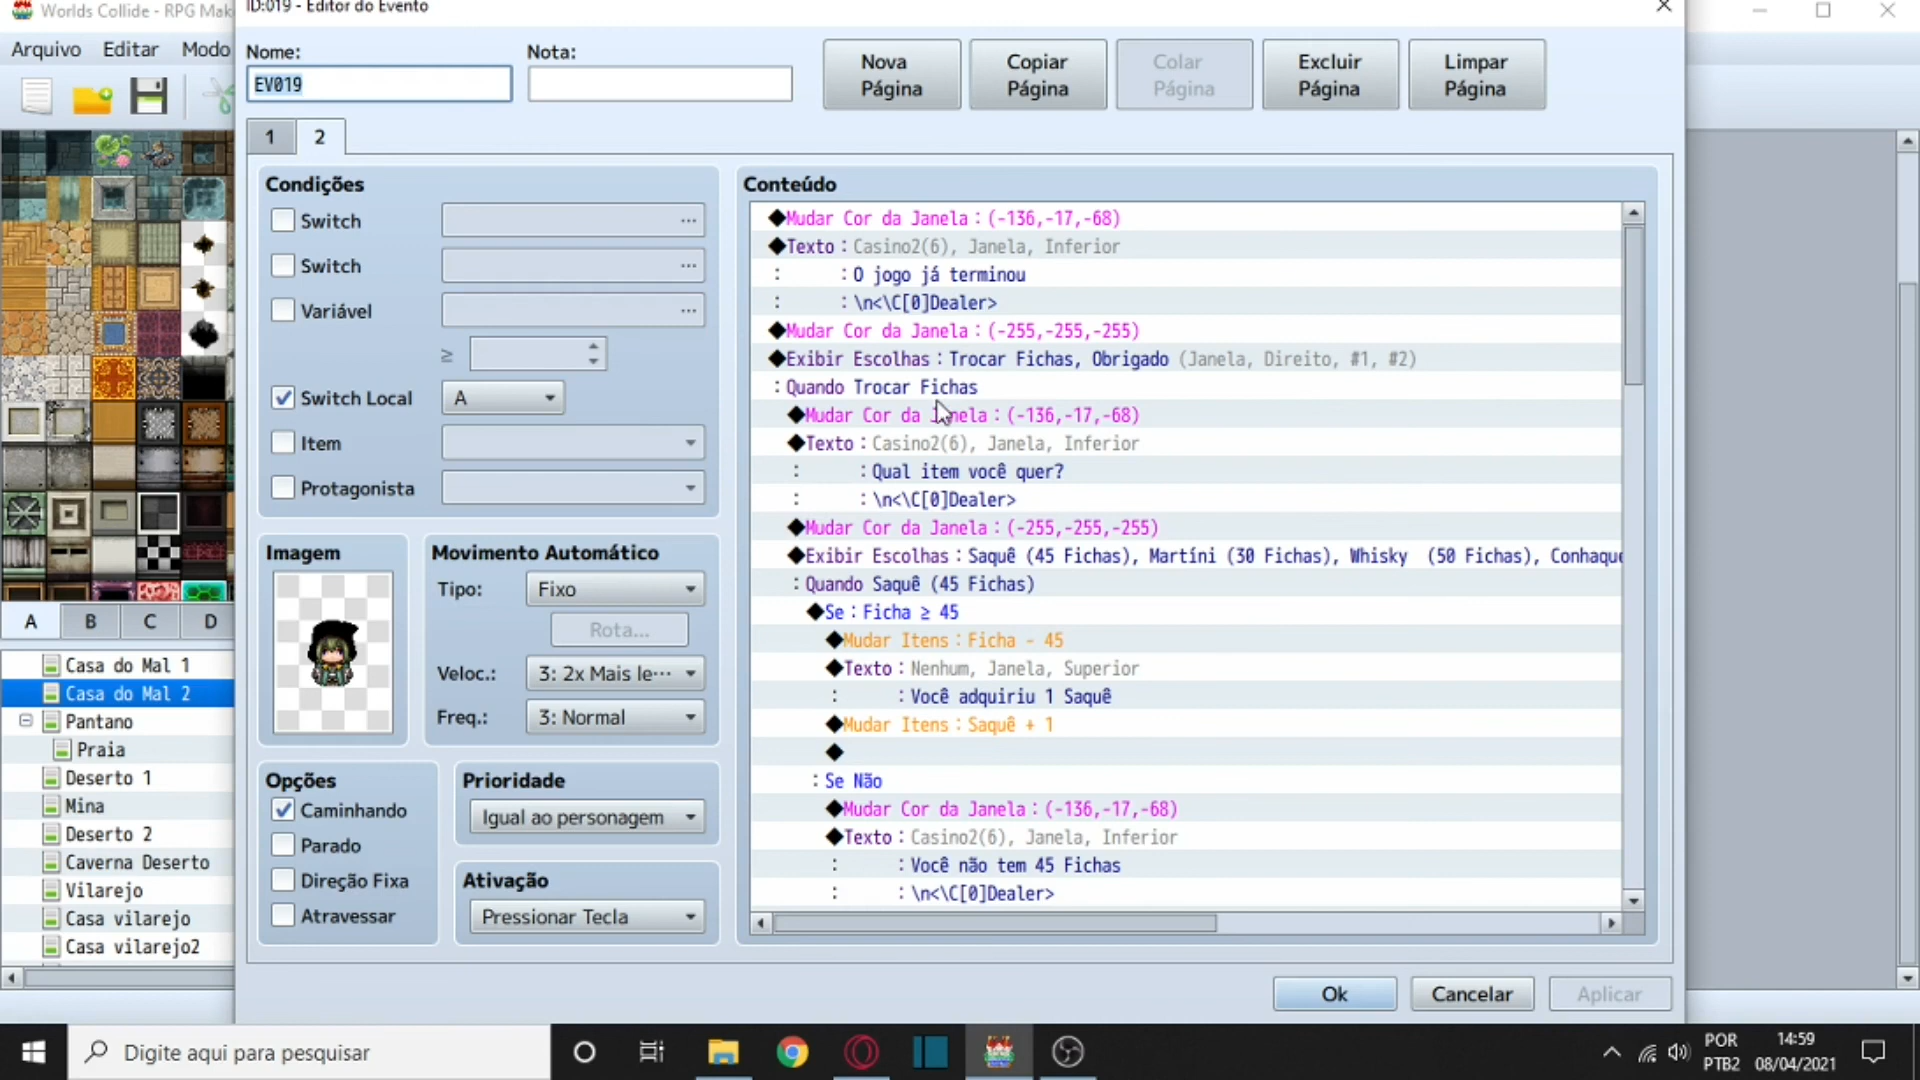 Worlds Collide - RPG Mak
ID:019 - Editor do Evento
Arquivo Editar Modo
Nome:
Nota:
EV019
Nova Página
Copiar Página
Colar Página
Excluir Página
Limpar Página
1 2
Condições
Switch ...
Switch ...
Variável ...
≥
Switch Local A
Item
Protagonista
Imagem
Movimento Automático
Tipo: Fixo
Rota...
Veloc.: 3: 2x Mais le...
Freq.: 3: Normal
Opções
Caminhando
Parado
Direção Fixa
Atravessar
Prioridade
Igual ao personagem
Ativação
Pressionar Tecla
Conteúdo
◆Mudar Cor da Janela：(-136,-17,-68)
◆Texto：Casino2(6), Janela, Inferior
：　　：O jogo já terminou
：　　：\n<\C[0]Dealer>
◆Mudar Cor da Janela：(-255,-255,-255)
◆Exibir Escolhas：Trocar Fichas, Obrigado (Janela, Direito, #1, #2)
：Quando Trocar Fichas
◆Mudar Cor da Janela：(-136,-17,-68)
◆Texto：Casino2(6), Janela, Inferior
：　　：Qual item você quer?
：　　：\n<\C[0]Dealer>
◆Mudar Cor da Janela：(-255,-255,-255)
◆Exibir Escolhas：Saquê (45 Fichas), Martíni (30 Fichas), Whisky  (50 Fichas), Conhaque
：Quando Saquê (45 Fichas)
◆Se：Ficha ≥ 45
◆Mudar Itens：Ficha - 45
◆Texto：Nenhum, Janela, Superior
：　　：Você adquiriu 1 Saquê
◆Mudar Itens：Saquê + 1
◆
：Se Não
◆Mudar Cor da Janela：(-136,-17,-68)
◆Texto：Casino2(6), Janela, Inferior
：　　：Você não tem 45 Fichas
：　　：\n<\C[0]Dealer>
A B C D
Casa do Mal 1
Casa do Mal 2
Pantano
Praia
Deserto 1
Mina
Deserto 2
Caverna Deserto
Vilarejo
Casa vilarejo
Casa vilarejo2
Ok
Cancelar
Aplicar
Digite aqui para pesquisar
POR
PTB2
14:59
08/04/2021